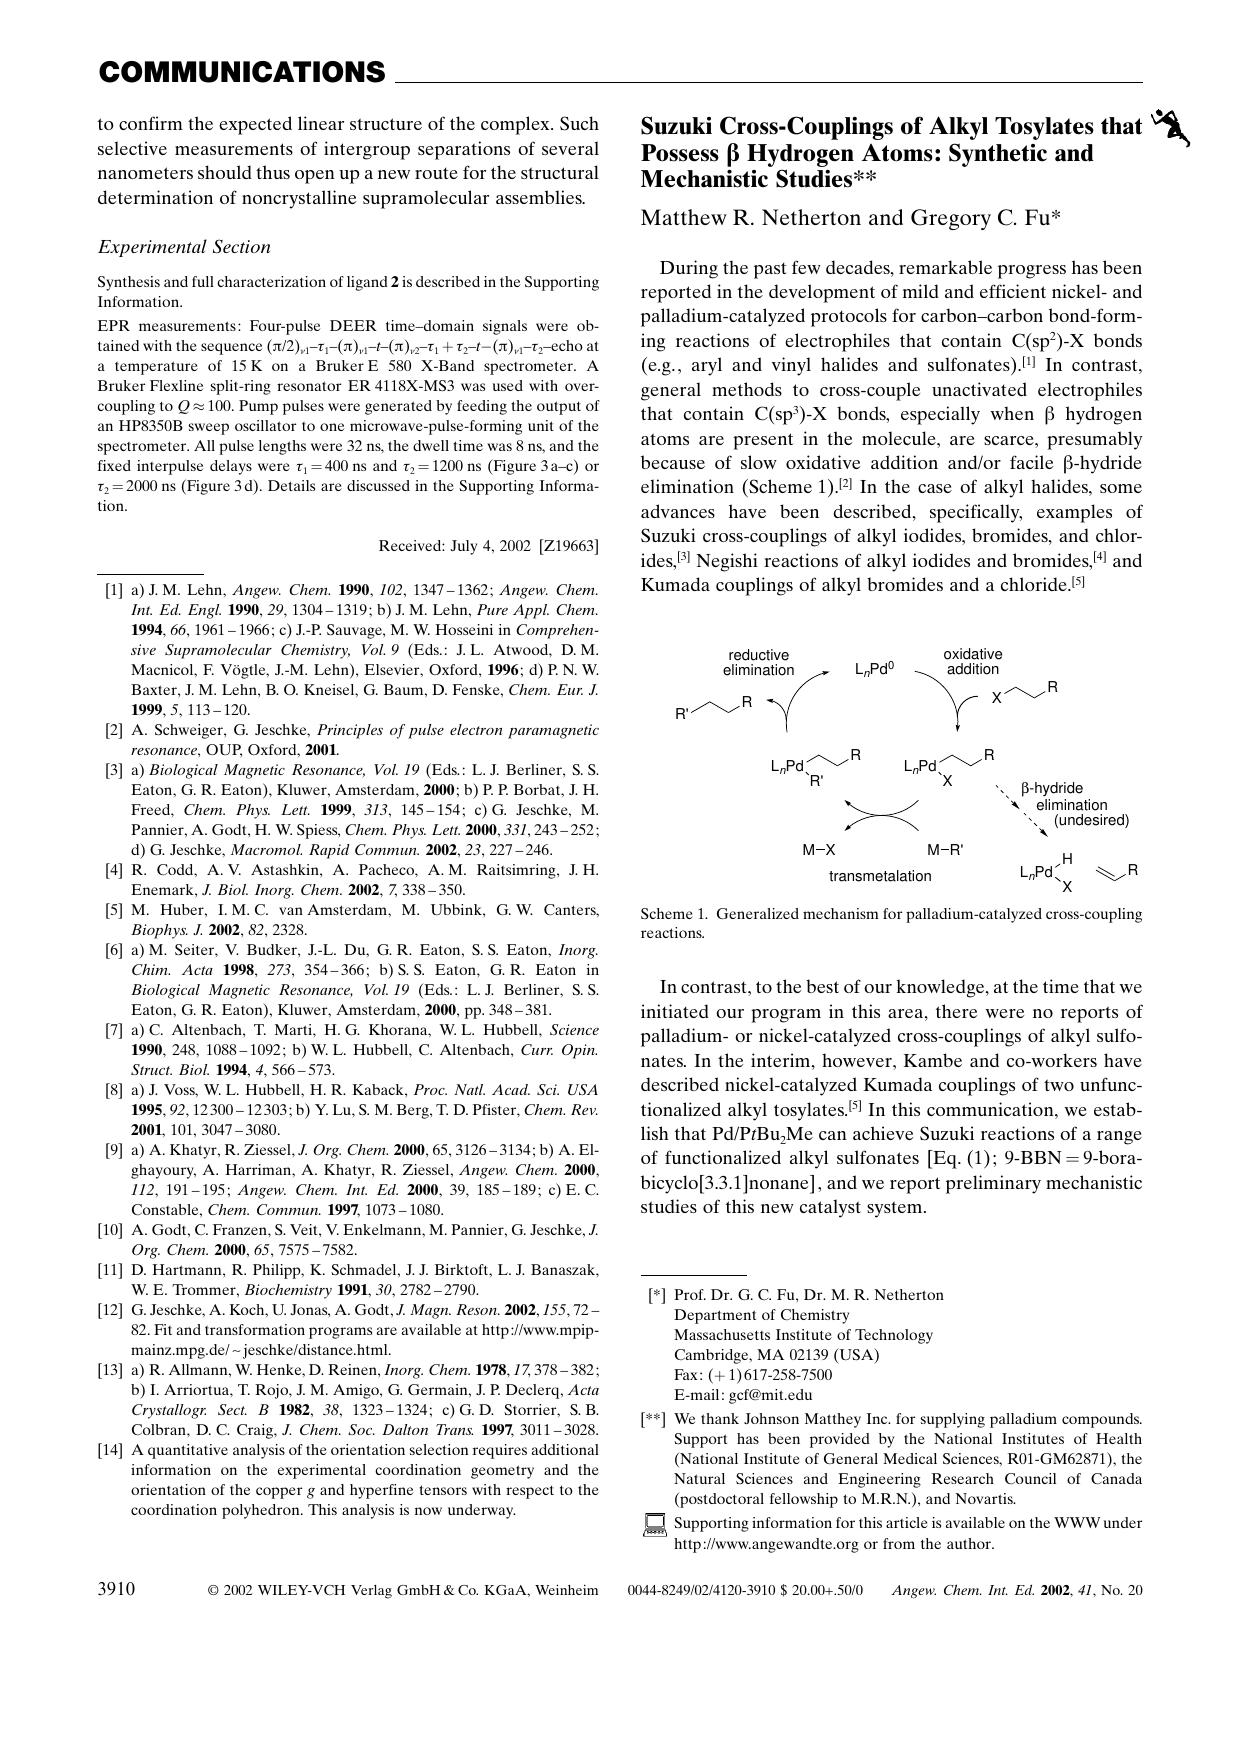 COMMUNICATIONS
to confirm the expected linear structure of the complex. Such
selective measurements of intergroup separations of several
nanometers should thus open up a new route for the structural
determination of noncrystalline supramolecular assemblies.
Experimental Section
Synthesis and full characterization of ligand 2 is described in the Supporting
Information.
EPR measurements: Four-pulse DEER time–domain signals were ob-
tained with the sequence (π/2)ν1–τ1–(π)ν1–t–(π)ν2–τ1 + τ2–t–(π)ν1–τ2–echo at
a temperature of 15 K on a Bruker E 580 X-Band spectrometer. A
Bruker Flexline split-ring resonator ER 4118X-MS3 was used with over-
coupling to Q ≈ 100. Pump pulses were generated by feeding the output of
an HP8350B sweep oscillator to one microwave-pulse-forming unit of the
spectrometer. All pulse lengths were 32 ns, the dwell time was 8 ns, and the
fixed interpulse delays were τ1 = 400 ns and τ2 = 1200 ns (Figure 3 a–c) or
τ2 = 2000 ns (Figure 3 d). Details are discussed in the Supporting Informa-
tion.
Received: July 4, 2002 [Z19663]
[1] a) J. M. Lehn, Angew. Chem. 1990, 102, 1347–1362; Angew. Chem.
Int. Ed. Engl. 1990, 29, 1304–1319; b) J. M. Lehn, Pure Appl. Chem.
1994, 66, 1961–1966; c) J.-P. Sauvage, M. W. Hosseini in Comprehen-
sive Supramolecular Chemistry, Vol. 9 (Eds.: J. L. Atwood, D. M.
Macnicol, F. Vögtle, J.-M. Lehn), Elsevier, Oxford, 1996; d) P. N. W.
Baxter, J. M. Lehn, B. O. Kneisel, G. Baum, D. Fenske, Chem. Eur. J.
1999, 5, 113–120.
[2] A. Schweiger, G. Jeschke, Principles of pulse electron paramagnetic
resonance, OUP, Oxford, 2001.
[3] a) Biological Magnetic Resonance, Vol. 19 (Eds.: L. J. Berliner, S. S.
Eaton, G. R. Eaton), Kluwer, Amsterdam, 2000; b) P. P. Borbat, J. H.
Freed, Chem. Phys. Lett. 1999, 313, 145–154; c) G. Jeschke, M.
Pannier, A. Godt, H. W. Spiess, Chem. Phys. Lett. 2000, 331, 243–252;
d) G. Jeschke, Macromol. Rapid Commun. 2002, 23, 227–246.
[4] R. Codd, A. V. Astashkin, A. Pacheco, A. M. Raitsimring, J. H.
Enemark, J. Biol. Inorg. Chem. 2002, 7, 338–350.
[5] M. Huber, I. M. C. van Amsterdam, M. Ubbink, G. W. Canters,
Biophys. J. 2002, 82, 2328.
[6] a) M. Seiter, V. Budker, J.-L. Du, G. R. Eaton, S. S. Eaton, Inorg.
Chim. Acta 1998, 273, 354–366; b) S. S. Eaton, G. R. Eaton in
Biological Magnetic Resonance, Vol. 19 (Eds.: L. J. Berliner, S. S.
Eaton, G. R. Eaton), Kluwer, Amsterdam, 2000, pp. 348–381.
[7] a) C. Altenbach, T. Marti, H. G. Khorana, W. L. Hubbell, Science
1990, 248, 1088–1092; b) W. L. Hubbell, C. Altenbach, Curr. Opin.
Struct. Biol. 1994, 4, 566–573.
[8] a) J. Voss, W. L. Hubbell, H. R. Kaback, Proc. Natl. Acad. Sci. USA
1995, 92, 12300–12303; b) Y. Lu, S. M. Berg, T. D. Pfister, Chem. Rev.
2001, 101, 3047–3080.
[9] a) A. Khatyr, R. Ziessel, J. Org. Chem. 2000, 65, 3126–3134; b) A. El-
ghayoury, A. Harriman, A. Khatyr, R. Ziessel, Angew. Chem. 2000,
112, 191–195; Angew. Chem. Int. Ed. 2000, 39, 185–189; c) E. C.
Constable, Chem. Commun. 1997, 1073–1080.
[10] A. Godt, C. Franzen, S. Veit, V. Enkelmann, M. Pannier, G. Jeschke, J.
Org. Chem. 2000, 65, 7575–7582.
[11] D. Hartmann, R. Philipp, K. Schmadel, J. J. Birktoft, L. J. Banaszak,
W. E. Trommer, Biochemistry 1991, 30, 2782–2790.
[12] G. Jeschke, A. Koch, U. Jonas, A. Godt, J. Magn. Reson. 2002, 155, 72–
82. Fit and transformation programs are available at http://www.mpip-
mainz.mpg.de/~jeschke/distance.html.
[13] a) R. Allmann, W. Henke, D. Reinen, Inorg. Chem. 1978, 17, 378–382;
b) I. Arriortua, T. Rojo, J. M. Amigo, G. Germain, J. P. Declerq, Acta
Crystallogr. Sect. B 1982, 38, 1323–1324; c) G. D. Storrier, S. B.
Colbran, D. C. Craig, J. Chem. Soc. Dalton Trans. 1997, 3011–3028.
[14] A quantitative analysis of the orientation selection requires additional
information on the experimental coordination geometry and the
orientation of the copper g and hyperfine tensors with respect to the
coordination polyhedron. This analysis is now underway.
Suzuki Cross-Couplings of Alkyl Tosylates that
Possess β Hydrogen Atoms: Synthetic and
Mechanistic Studies**
Matthew R. Netherton and Gregory C. Fu*
During the past few decades, remarkable progress has been
reported in the development of mild and efficient nickel- and
palladium-catalyzed protocols for carbon–carbon bond-form-
ing reactions of electrophiles that contain C(sp2)-X bonds
(e.g., aryl and vinyl halides and sulfonates).[1] In contrast,
general methods to cross-couple unactivated electrophiles
that contain C(sp3)-X bonds, especially when β hydrogen
atoms are present in the molecule, are scarce, presumably
because of slow oxidative addition and/or facile β-hydride
elimination (Scheme 1).[2] In the case of alkyl halides, some
advances have been described, specifically, examples of
Suzuki cross-couplings of alkyl iodides, bromides, and chlor-
ides,[3] Negishi reactions of alkyl iodides and bromides,[4] and
Kumada couplings of alkyl bromides and a chloride.[5]
reductive
elimination
LnPd0
oxidative
addition
R' R
X R
LnPd R
R'
LnPd R
X
β-hydride
elimination
(undesired)
M–X
M–R'
transmetalation
LnPd H
X
R
Scheme 1. Generalized mechanism for palladium-catalyzed cross-coupling
reactions.
In contrast, to the best of our knowledge, at the time that we
initiated our program in this area, there were no reports of
palladium- or nickel-catalyzed cross-couplings of alkyl sulfo-
nates. In the interim, however, Kambe and co-workers have
described nickel-catalyzed Kumada couplings of two unfunc-
tionalized alkyl tosylates.[5] In this communication, we estab-
lish that Pd/PtBu2Me can achieve Suzuki reactions of a range
of functionalized alkyl sulfonates [Eq. (1); 9-BBN = 9-bora-
bicyclo[3.3.1]nonane], and we report preliminary mechanistic
studies of this new catalyst system.
[*] Prof. Dr. G. C. Fu, Dr. M. R. Netherton
Department of Chemistry
Massachusetts Institute of Technology
Cambridge, MA 02139 (USA)
Fax: (+1) 617-258-7500
E-mail: gcf@mit.edu
[**] We thank Johnson Matthey Inc. for supplying palladium compounds.
Support has been provided by the National Institutes of Health
(National Institute of General Medical Sciences, R01-GM62871), the
Natural Sciences and Engineering Research Council of Canada
(postdoctoral fellowship to M.R.N.), and Novartis.
Supporting information for this article is available on the WWW under
http://www.angewandte.org or from the author.
3910 © 2002 WILEY-VCH Verlag GmbH & Co. KGaA, Weinheim 0044-8249/02/4120-3910 $ 20.00+.50/0 Angew. Chem. Int. Ed. 2002, 41, No. 20